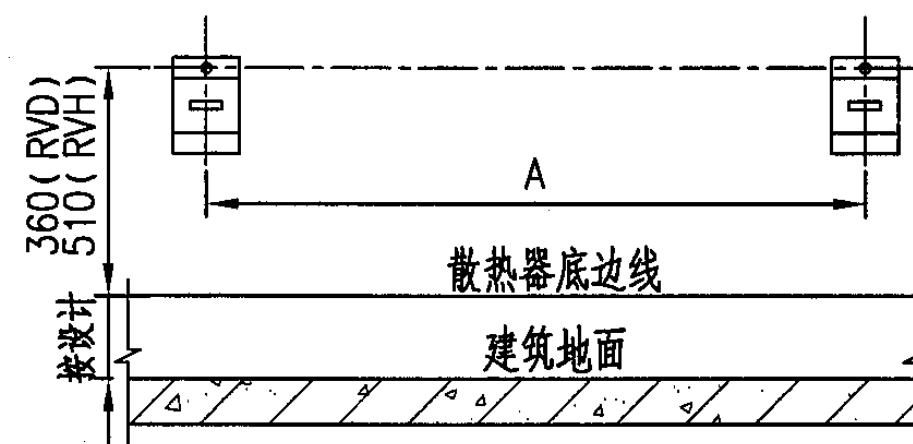 360(RVD)
510(RVH)
A
散热器底边线
按设计
建筑地面